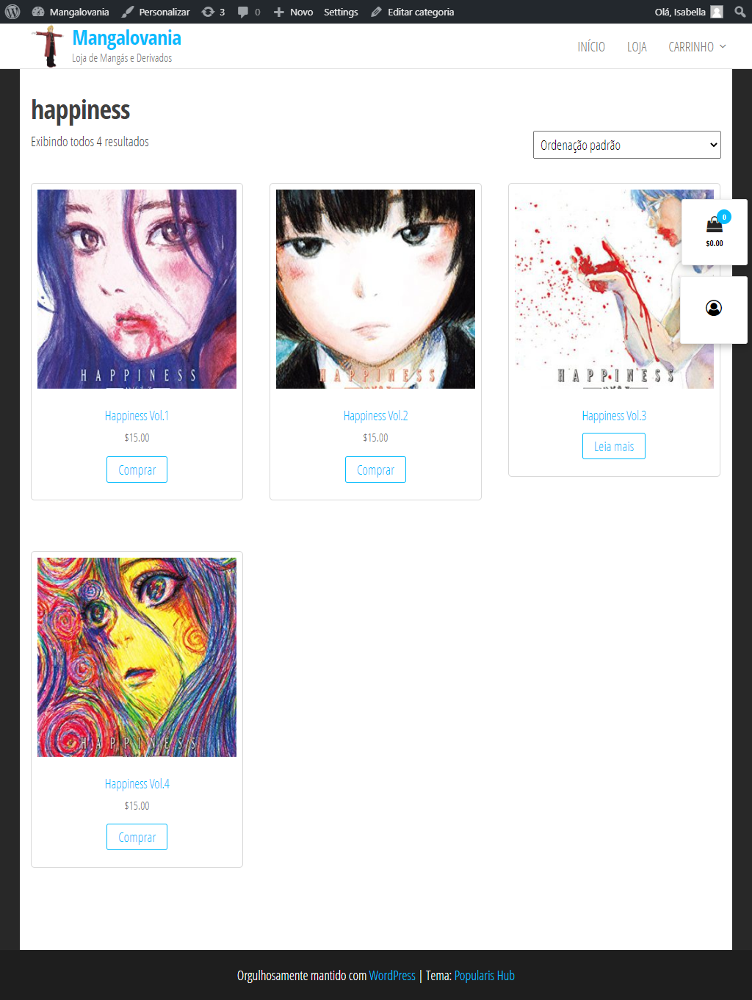 Mangalovania Personalizar 3 0 Novo Settings Editar categoria Olá, Isabella
Mangalovania
Loja de Mangás e Derivados
INÍCIO LOJA CARRINHO
happiness
Exibindo todos 4 resultados
Ordenação padrão
0
$0.00
HAPPINESS
HAPPINESS
HAPPINESS
Happiness Vol.1
$15.00
Comprar
Happiness Vol.2
$15.00
Comprar
Happiness Vol.3
Leia mais
HAPPINESS
Happiness Vol.4
$15.00
Comprar
Orgulhosamente mantido com WordPress | Tema: Popularis Hub